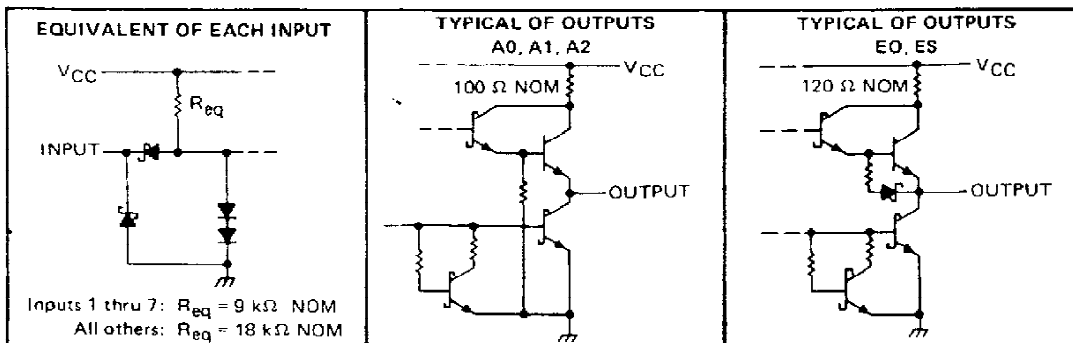 EQUIVALENT OF EACH INPUT
VCC
Req
INPUT
Inputs 1 thru 7: Req = 9 kΩ NOM
All others: Req = 18 kΩ NOM
TYPICAL OF OUTPUTS
A0, A1, A2
VCC
100 Ω NOM
OUTPUT
TYPICAL OF OUTPUTS
EO, ES
VCC
120 Ω NOM
OUTPUT